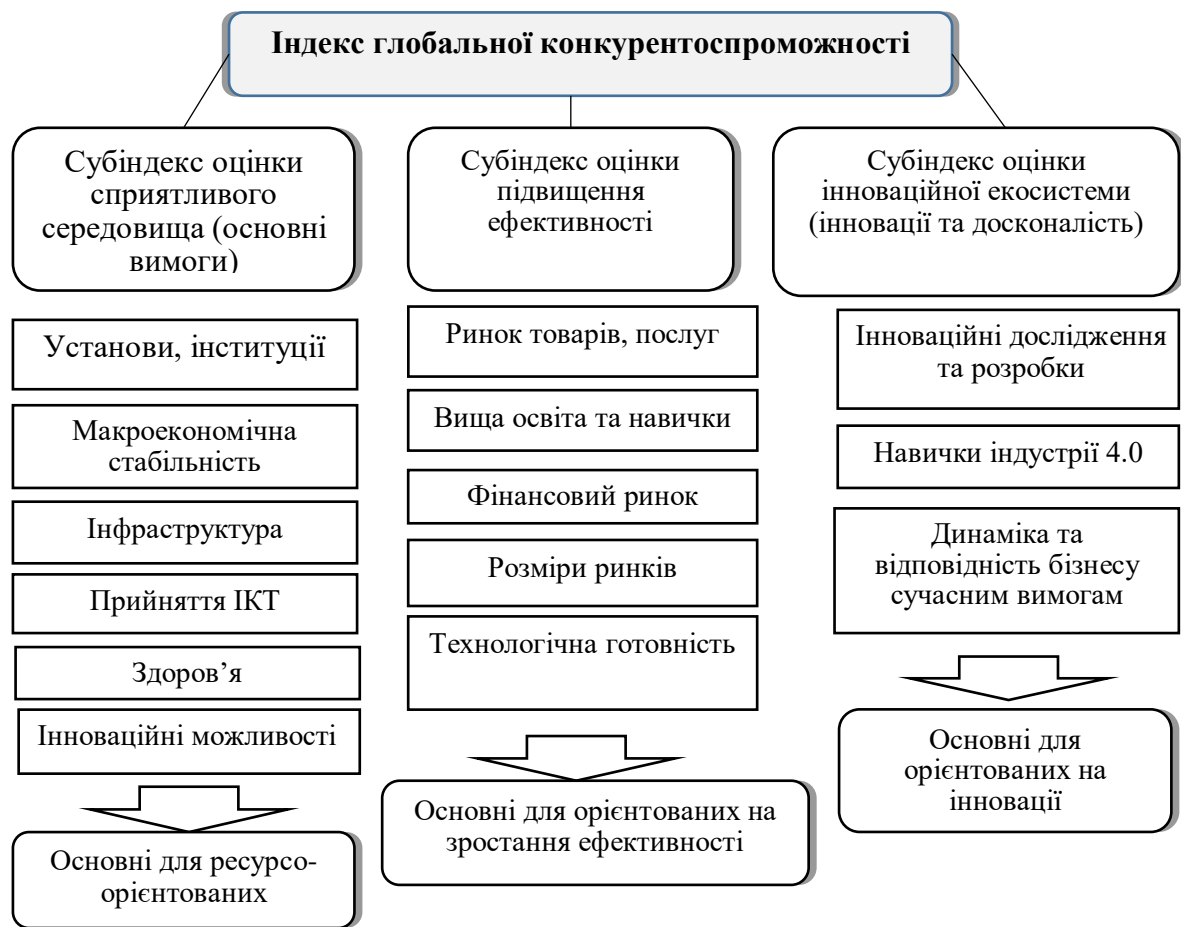 Індекс глобальної конкурентоспроможності
Субіндекс оцінки
сприятливого
середовища (основні
вимоги)
Установи, інституції
Макроекономічна
стабільність
Інфраструктура
Прийняття ІКТ
Здоров’я
Інноваційні можливості
Основні для ресурсо-
орієнтованих
Субіндекс оцінки
підвищення
ефективності
Ринок товарів, послуг
Вища освіта та навички
Фінансовий ринок
Розміри ринків
Технологічна готовність
Основні для орієнтованих на
зростання ефективності
Субіндекс оцінки
інноваційної екосистеми
(інновації та досконалість)
Інноваційні дослідження
та розробки
Навички індустрії 4.0
Динаміка та
відповідність бізнесу
сучасним вимогам
Основні для
орієнтованих на
інновації